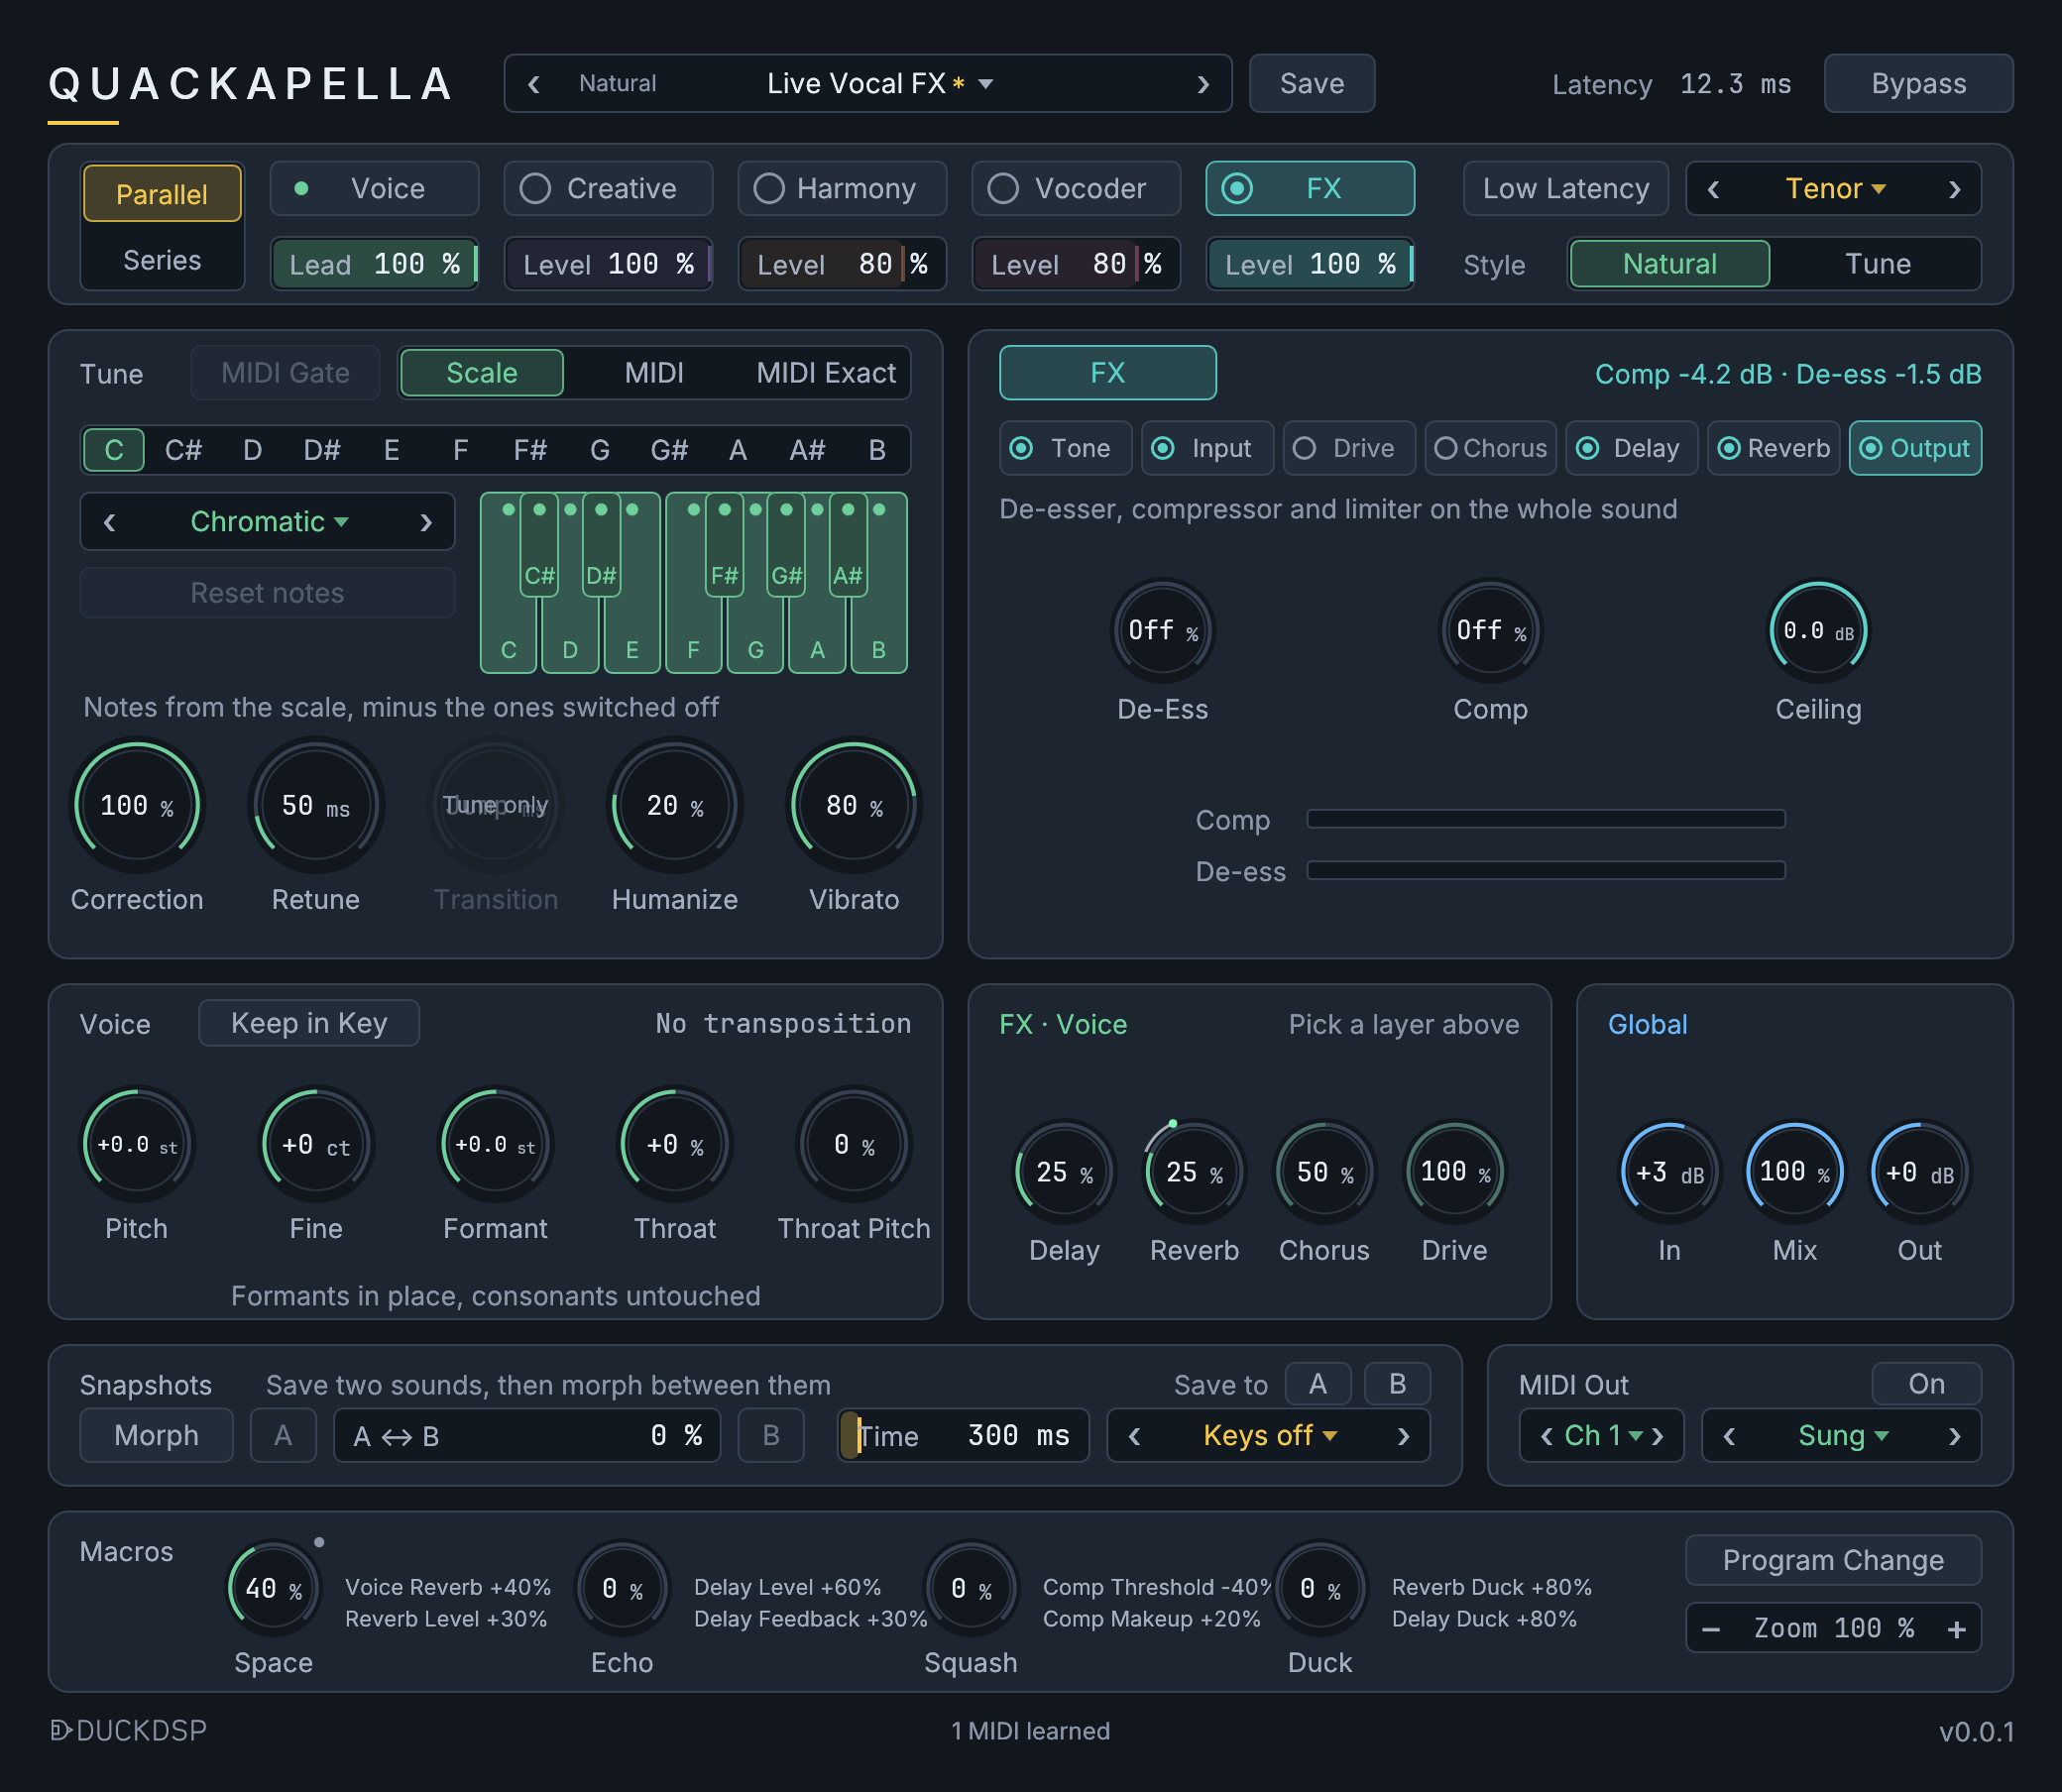 QUACKAPELLA
‹ Natural Live Vocal FX * ›
Save
Latency 12.3 ms
Bypass
Parallel
Voice
Creative
Harmony
Vocoder
FX
Low Latency
‹ Tenor ›
Series
Lead 100 %
Level 100 %
Level 80 %
Level 80 %
Level 100 %
Style
Natural
Tune
Tune
MIDI Gate
Scale
MIDI
MIDI Exact
C C# D D# E F F# G G# A A# B
‹ Chromatic ›
Reset notes
C# D# F# G# A#
C D E F G A B
Notes from the scale, minus the ones switched off
100 %
50 ms
Tune only
20 %
80 %
Correction
Retune
Transition
Humanize
Vibrato
FX
Comp -4.2 dB · De-ess -1.5 dB
Tone
Input
Drive
Chorus
Delay
Reverb
Output
De-esser, compressor and limiter on the whole sound
Off %
Off %
0.0 dB
De-Ess
Comp
Ceiling
Comp
De-ess
Voice
Keep in Key
No transposition
+0.0 st
+0 ct
+0.0 st
+0 %
0 %
Pitch
Fine
Formant
Throat
Throat Pitch
Formants in place, consonants untouched
FX · Voice
Pick a layer above
25 %
25 %
50 %
100 %
Delay
Reverb
Chorus
Drive
Global
+3 dB
100 %
+0 dB
In
Mix
Out
Snapshots
Save two sounds, then morph between them
Save to
A
B
Morph
A
A ↔ B 0 %
B
Time 300 ms
‹ Keys off ›
MIDI Out
On
‹ Ch 1 ›
‹ Sung ›
Macros
40 %
Space
Voice Reverb +40%
Reverb Level +30%
0 %
Echo
Delay Level +60%
Delay Feedback +30%
0 %
Squash
Comp Threshold -40%
Comp Makeup +20%
0 %
Duck
Reverb Duck +80%
Delay Duck +80%
Program Change
− Zoom 100 % +
DUCKDSP
1 MIDI learned
v0.0.1